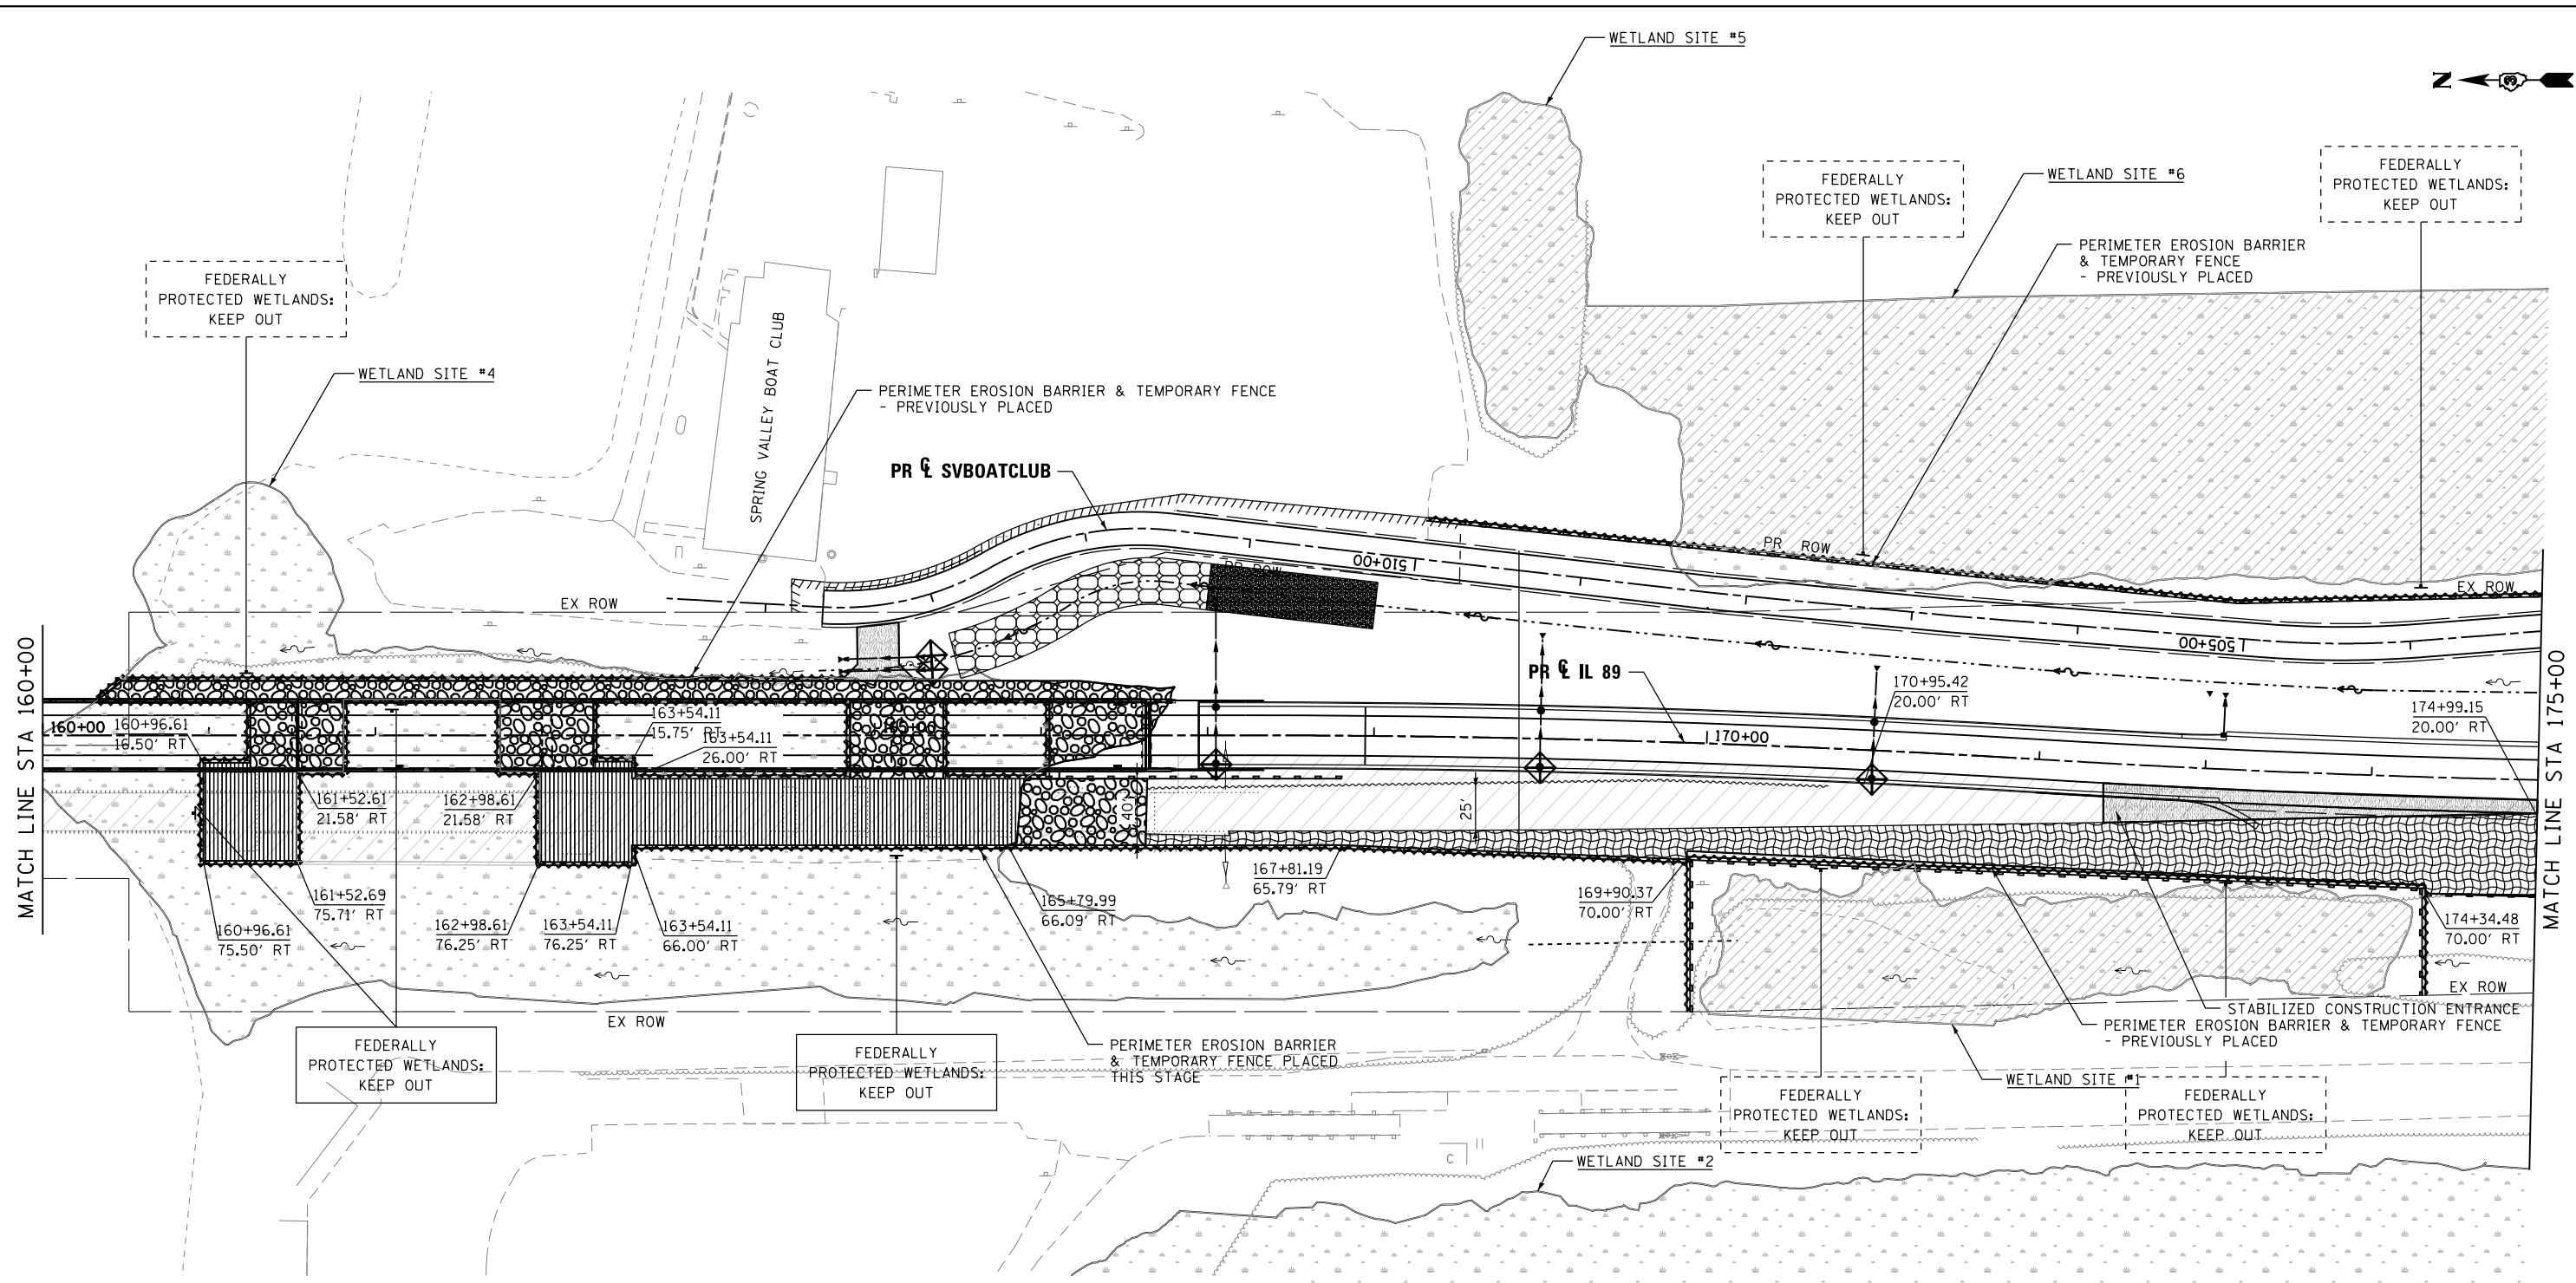 WETLAND SITE #5
N
FEDERALLY
PROTECTED WETLANDS:
KEEP OUT
FEDERALLY
PROTECTED WETLANDS:
KEEP OUT
WETLAND SITE #6
PERIMETER EROSION BARRIER
& TEMPORARY FENCE
- PREVIOUSLY PLACED
FEDERALLY
PROTECTED WETLANDS:
KEEP OUT
WETLAND SITE #4
SPRING VALLEY BOAT CLUB
PERIMETER EROSION BARRIER & TEMPORARY FENCE
- PREVIOUSLY PLACED
PR ℄ SVBOATCLUB
PR ROW
510+00
PR ROW
EX ROW
EX ROW
505+00
MATCH LINE STA 160+00
MATCH LINE STA 175+00
PR ℄ IL 89
170+95.42
20.00' RT
174+99.15
20.00' RT
160+00
160+96.61
16.50' RT
163+54.11
15.75' RT
163+54.11
26.00' RT
165+00
170+00
161+52.61
21.58' RT
162+98.61
21.58' RT
40'
25'
161+52.69
75.71' RT
160+96.61
75.50' RT
162+98.61
76.25' RT
163+54.11
76.25' RT
163+54.11
66.00' RT
165+79.99
66.09' RT
167+81.19
65.79' RT
169+90.37
70.00' RT
174+34.48
70.00' RT
EX ROW
EX ROW
STABILIZED CONSTRUCTION ENTRANCE
PERIMETER EROSION BARRIER & TEMPORARY FENCE
- PREVIOUSLY PLACED
FEDERALLY
PROTECTED WETLANDS:
KEEP OUT
FEDERALLY
PROTECTED WETLANDS:
KEEP OUT
PERIMETER EROSION BARRIER
& TEMPORARY FENCE PLACED
THIS STAGE
WETLAND SITE #1
FEDERALLY
PROTECTED WETLANDS:
KEEP OUT
FEDERALLY
PROTECTED WETLANDS:
KEEP OUT
C
WETLAND SITE #2